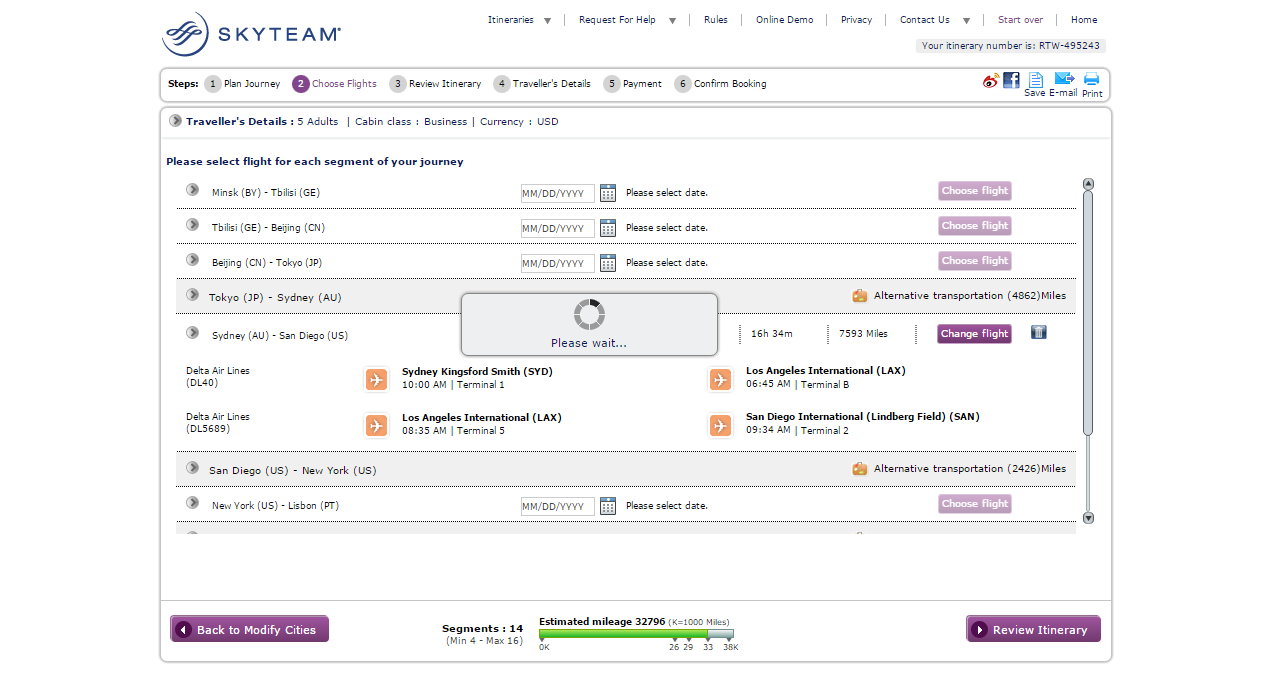 SKYTEAM
Itineraries Request For Help Rules Online Demo Privacy Contact Us Start over Home
Your itinerary number is: RTW-495243
Steps: 1 Plan Journey 2 Choose Flights 3 Review Itinerary 4 Traveller's Details 5 Payment 6 Confirm Booking
Save E-mail Print
Traveller's Details : 5 Adults | Cabin class : Business | Currency : USD
Please select flight for each segment of your journey
Minsk (BY) - Tbilisi (GE) MM/DD/YYYY Please select date. Choose flight
Tbilisi (GE) - Beijing (CN) MM/DD/YYYY Please select date. Choose flight
Beijing (CN) - Tokyo (JP) MM/DD/YYYY Please select date. Choose flight
Tokyo (JP) - Sydney (AU) Alternative transportation (4862)Miles
Sydney (AU) - San Diego (US) 16h 34m 7593 Miles Change flight
Please wait...
Delta Air Lines Sydney Kingsford Smith (SYD) Los Angeles International (LAX)
(DL40) 10:00 AM | Terminal 1 06:45 AM | Terminal B
Delta Air Lines Los Angeles International (LAX) San Diego International (Lindberg Field) (SAN)
(DL5689) 08:35 AM | Terminal 5 09:34 AM | Terminal 2
San Diego (US) - New York (US) Alternative transportation (2426)Miles
New York (US) - Lisbon (PT) MM/DD/YYYY Please select date. Choose flight
Back to Modify Cities
Segments : 14
(Min 4 - Max 16)
Estimated mileage 32796 (K=1000 Miles)
0K 26 29 33 38K
Review Itinerary